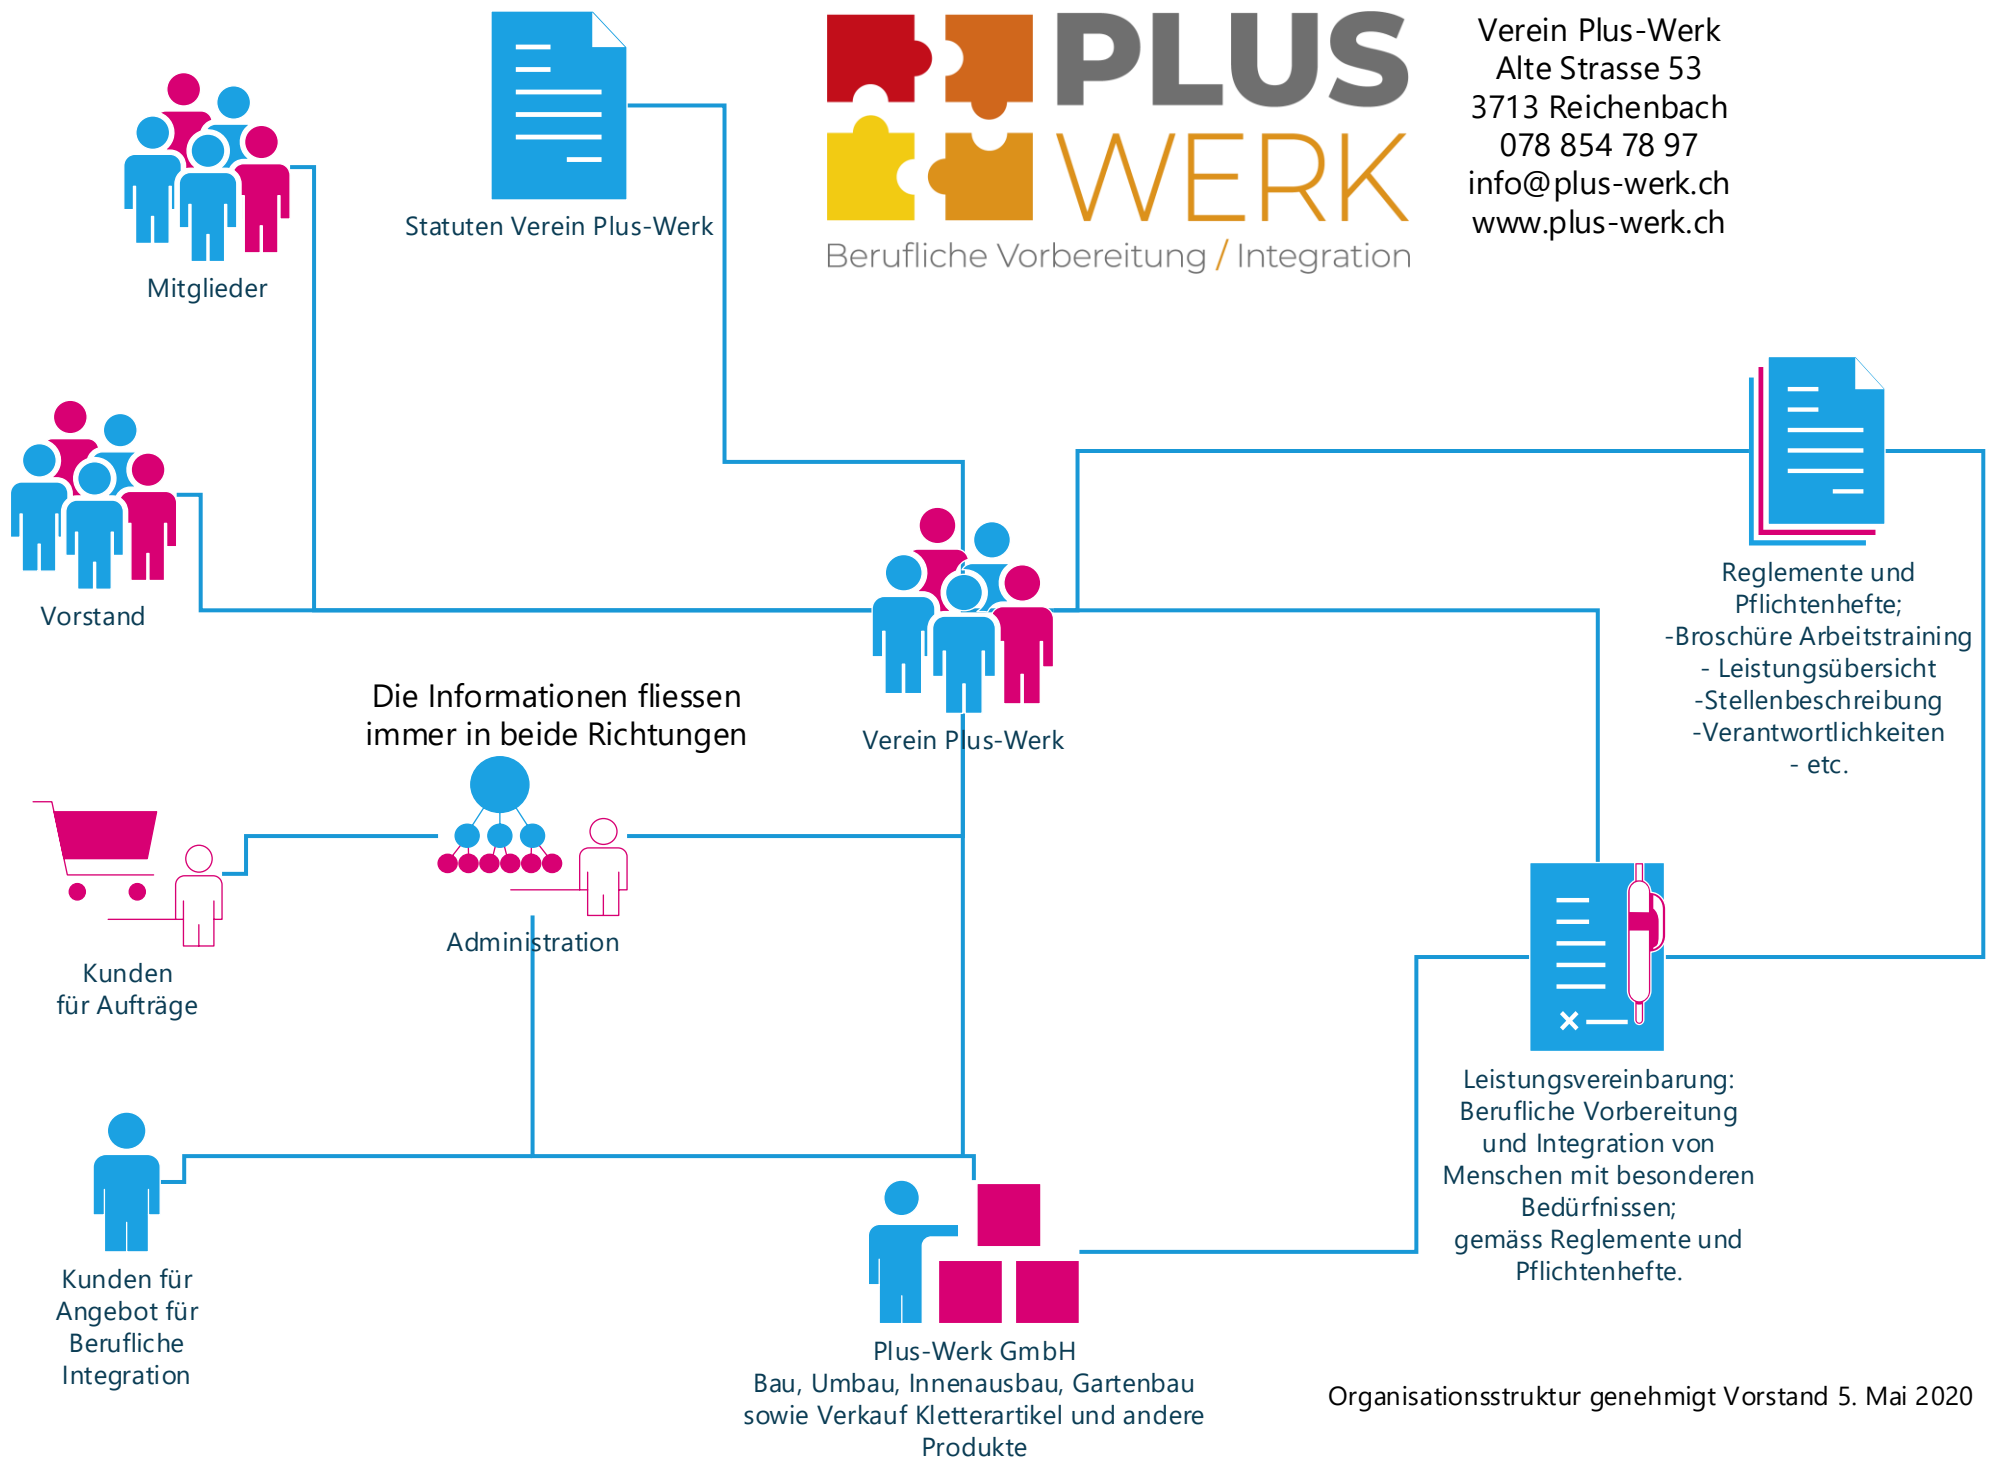 PLUS
WERK
Berufliche Vorbereitung / Integration
Verein Plus-Werk
Alte Strasse 53
3713 Reichenbach
078 854 78 97
info@plus-werk.ch
www.plus-werk.ch
Statuten Verein Plus-Werk
Mitglieder
Vorstand
Reglemente und
Pflichtenhefte;
-Broschüre Arbeitstraining
- Leistungsübersicht
-Stellenbeschreibung
-Verantwortlichkeiten
- etc.
Die Informationen fliessen
immer in beide Richtungen
Verein Plus-Werk
Administration
Kunden
für Aufträge
Leistungsvereinbarung:
Berufliche Vorbereitung
und Integration von
Menschen mit besonderen
Bedürfnissen;
gemäss Reglemente und
Pflichtenhefte.
Kunden für
Angebot für
Berufliche
Integration
Plus-Werk GmbH
Bau, Umbau, Innenausbau, Gartenbau
sowie Verkauf Kletterartikel und andere
Produkte
Organisationsstruktur genehmigt Vorstand 5. Mai 2020